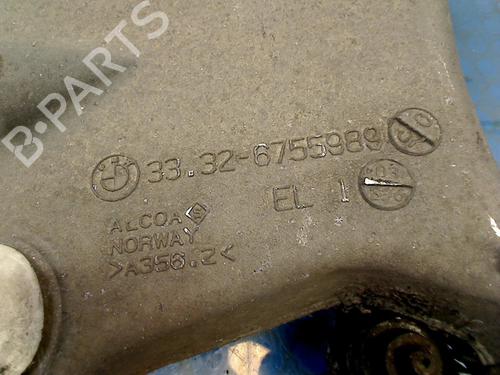 B-PARTS
33.32-6755989
EL 1
ALCOA
NORWAY
>A356.2<